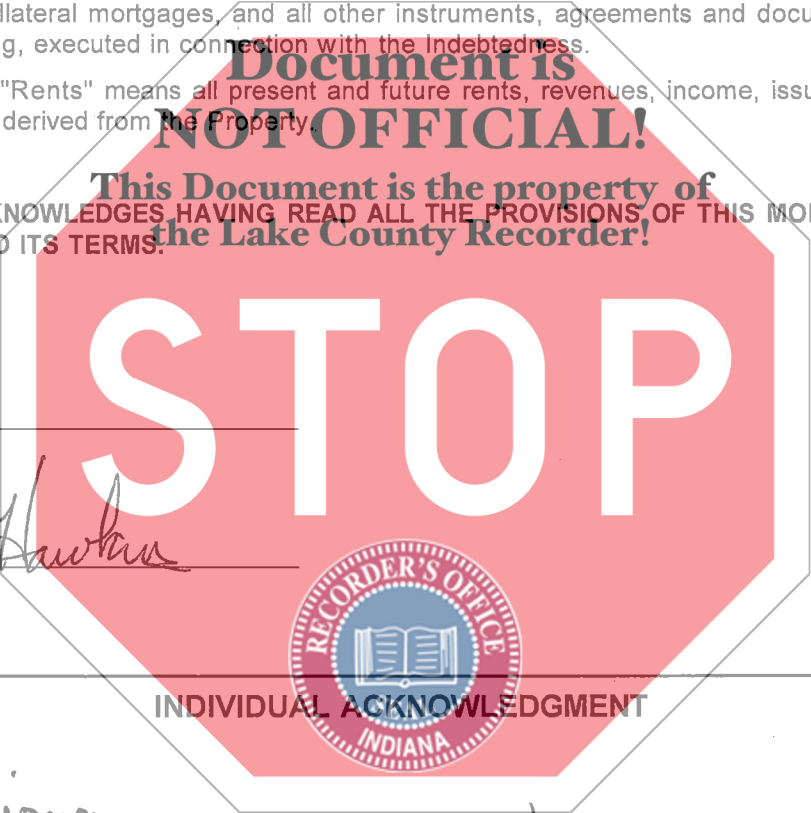 llateral mortgages, and all other instruments, agreements and docu
g, executed in connection with the Indebtedness.
Document is
"Rents" means all present and future rents, revenues, income, issu
derived from the Property.
NOT OFFICIAL!
This Document is the property of
KNOWLEDGES HAVING READ ALL THE PROVISIONS OF THIS MO
D ITS TERMS.
the Lake County Recorder!
STOP
RECORDER'S OFFICE
INDIVIDUAL ACKNOWLEDGMENT
INDIANA